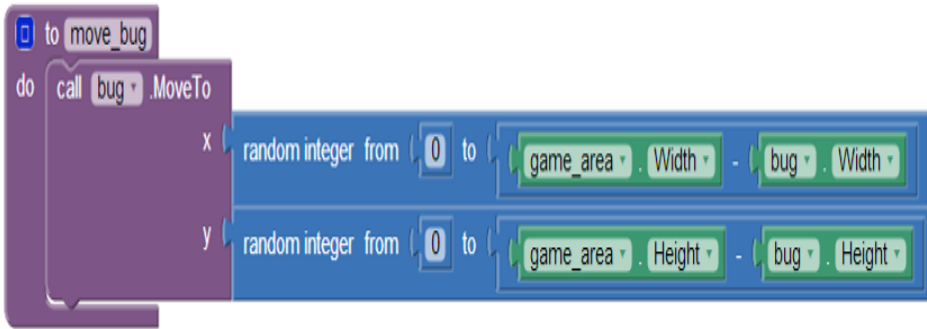 to move_bug
do call bug .MoveTo
x random integer from 0 to game_area . Width - bug . Width
y random integer from 0 to game_area . Height - bug . Height